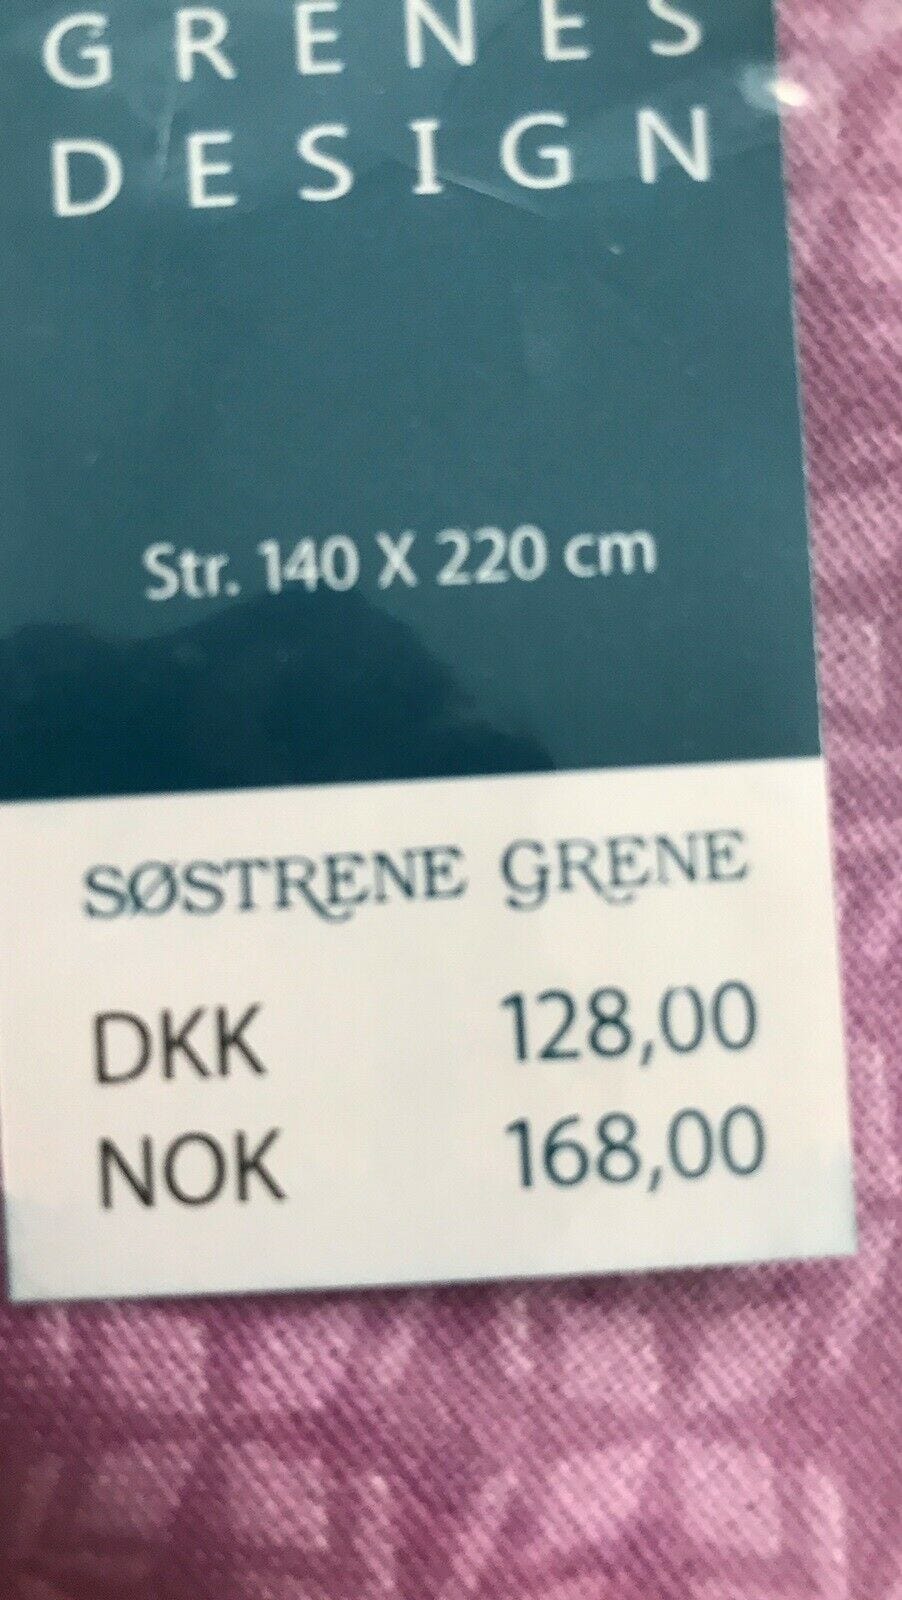 GRENES
DESIGN
Str. 140 X 220 cm
SØSTRENE GRENE
DKK 128,00
NOK 168,00